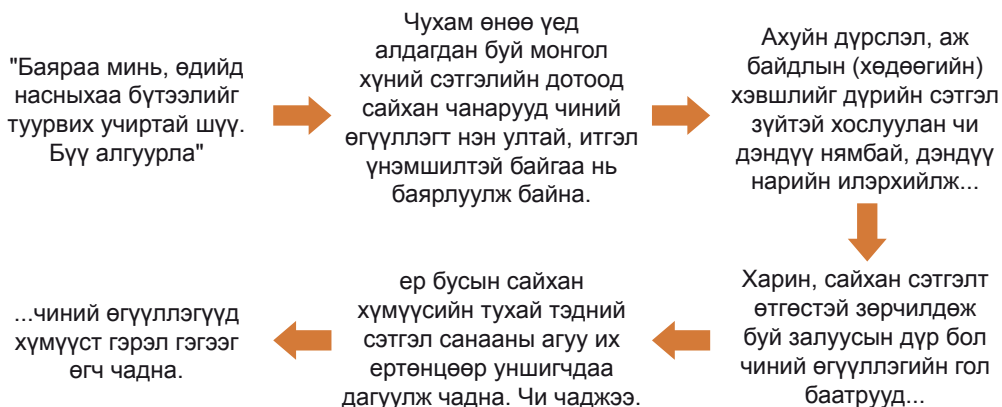 "Баяраа минь, өдийд
насныхаа бүтээлийг
туурвих учиртай шүү.
Бүү алгуурла"
Чухам өнөө үед
алдагдан буй монгол
хүний сэтгэлийн дотоод
сайхан чанарууд чиний
өгүүллэгт нэн ултай, итгэл
үнэмшилтэй байгаа нь
баярлуулж байна.
Ахуйн дүрслэл, аж
байдлын (хөдөөгийн)
хэвшлийг дүрийн сэтгэл
зүйтэй хослуулан чи
дэндүү нямбай, дэндүү
нарийн илэрхийлж...
Харин, сайхан сэтгэлт
өтгөстэй зөрчилдөж
буй залуусын дүр бол
чиний өгүүллэгийн гол
баатрууд...
ер бусын сайхан
хүмүүсийн тухай тэдний
сэтгэл санааны агуу их
ертөнцөөр уншигчдаа
дагуулж чадна. Чи чаджээ.
...чиний өгүүллэгүүд
хүмүүст гэрэл гэгээг
өгч чадна.